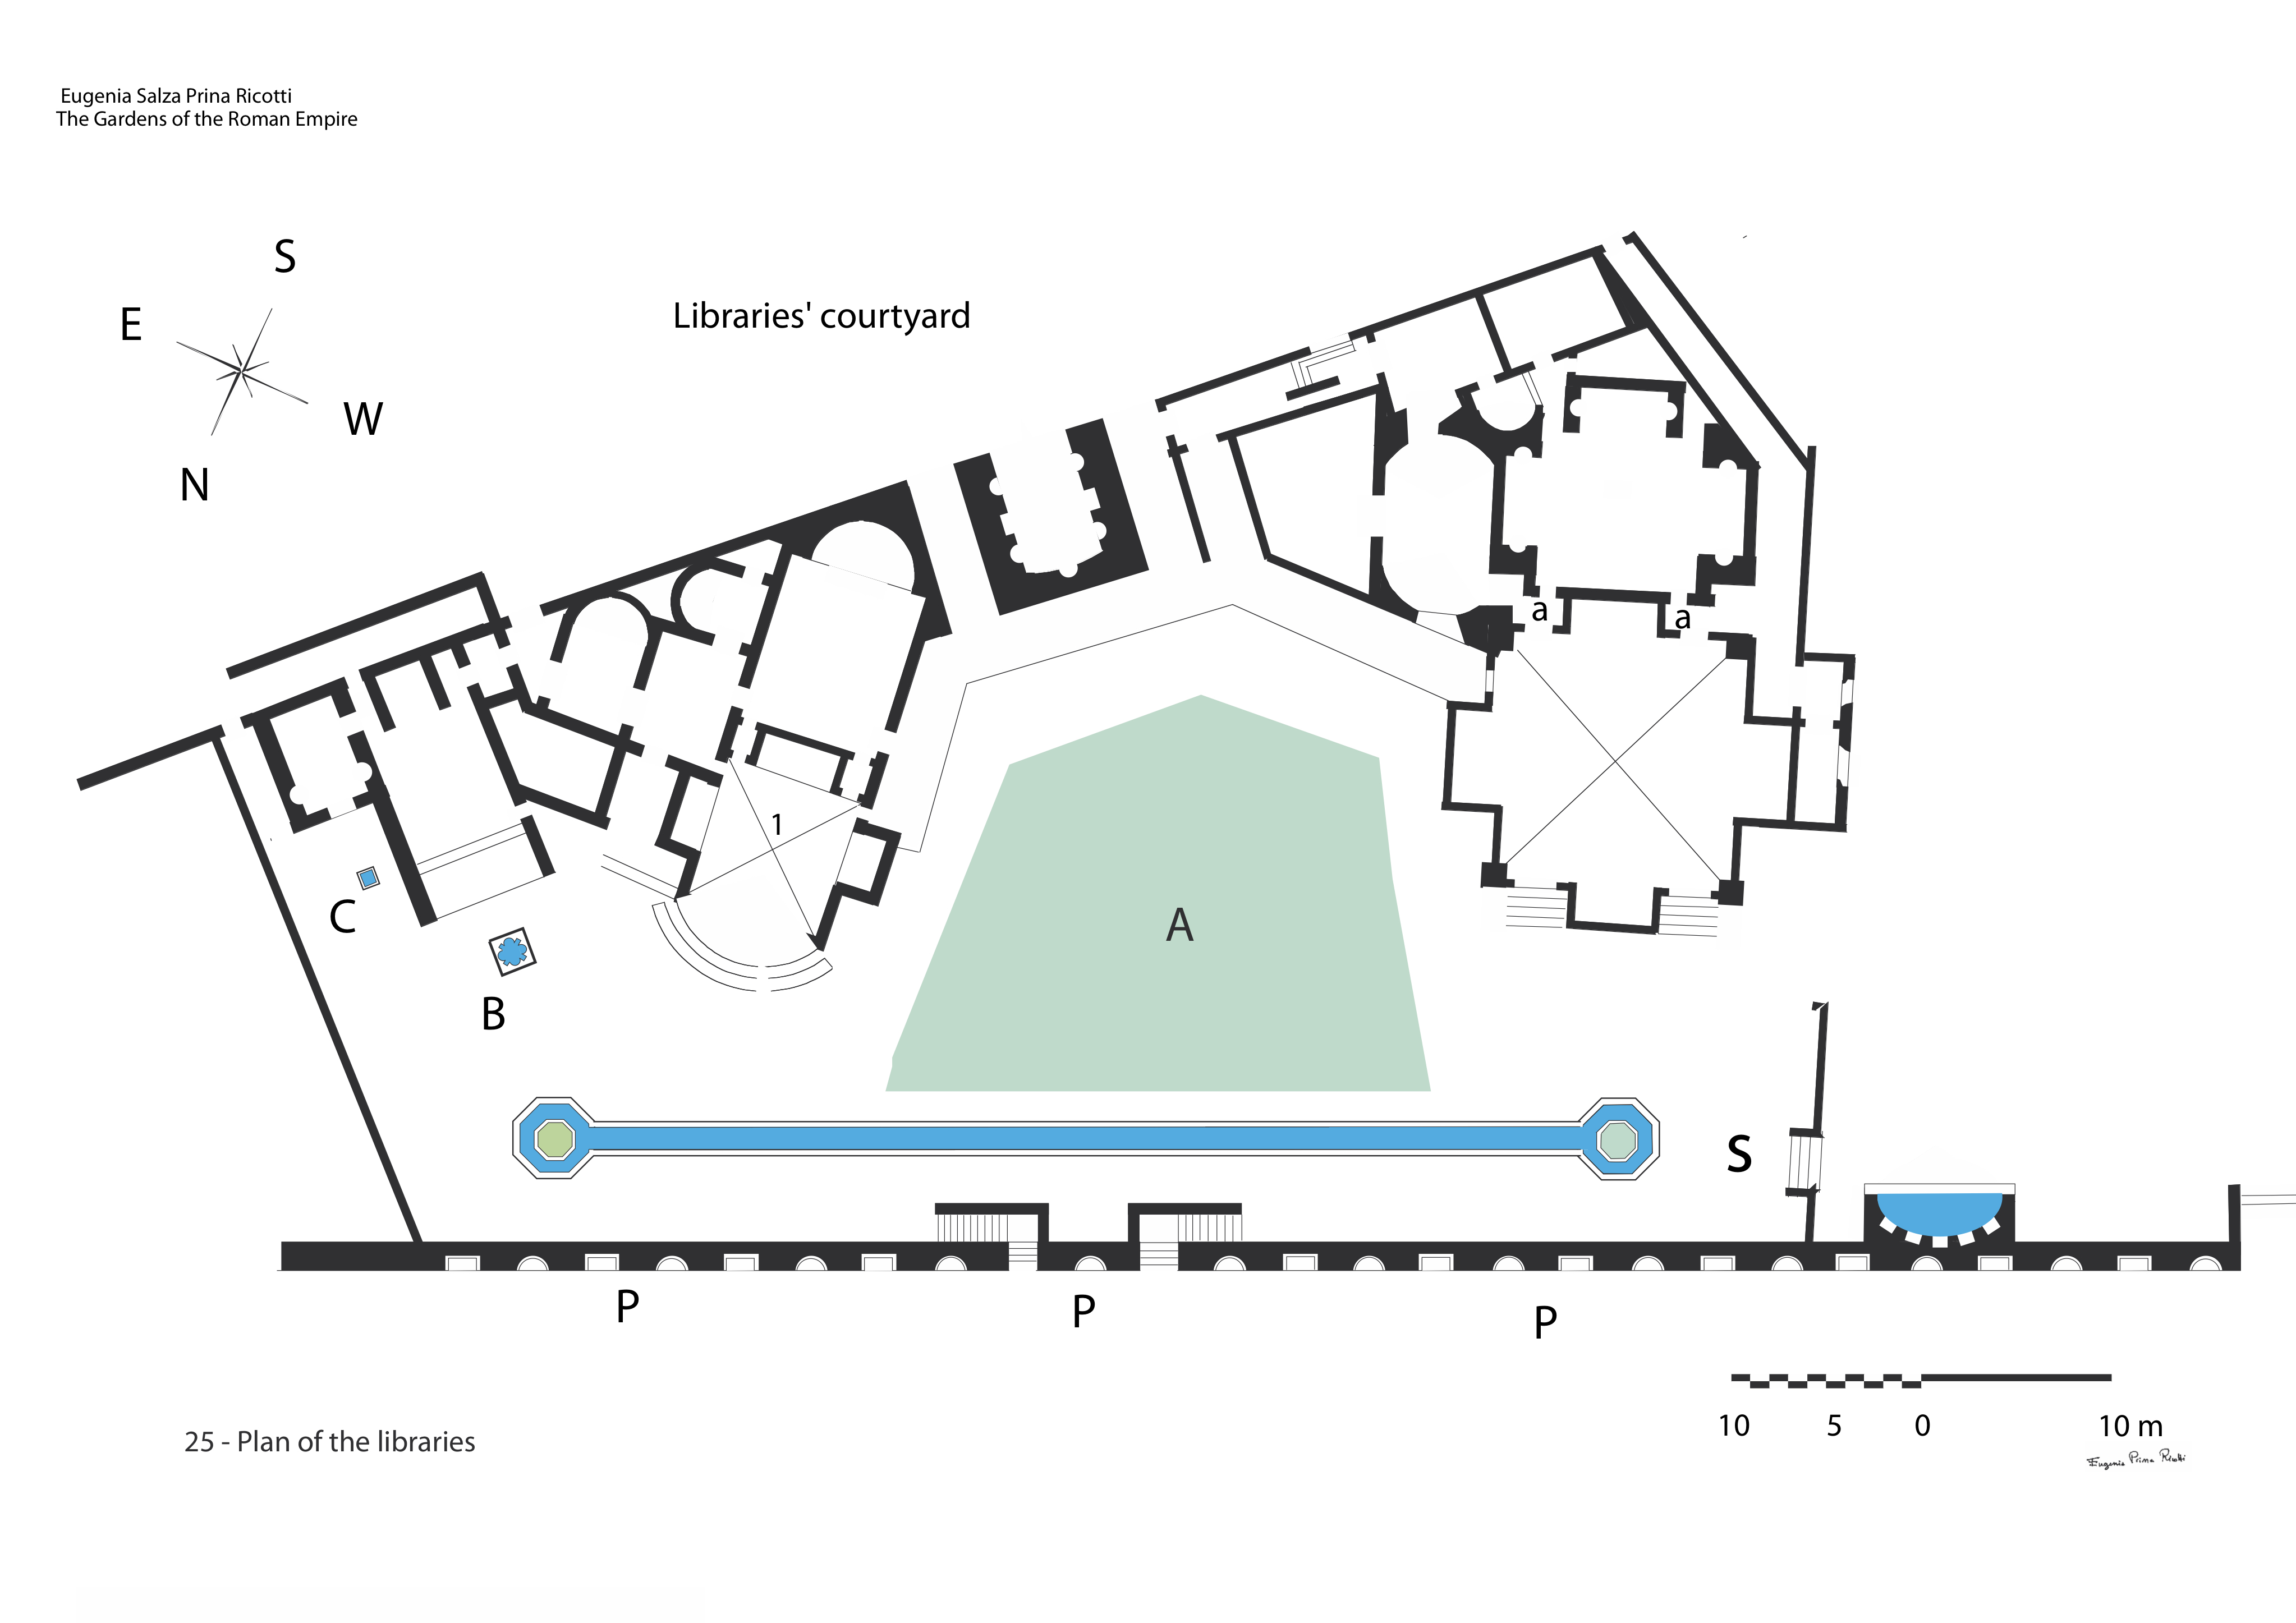 Eugenia Salza Prina Ricotti
The Gardens of the Roman Empire
S
E
W
N
Libraries' courtyard
a
a
1
A
C
B
S
P
P
P
10 5 0 10 m
25 - Plan of the libraries
Eugenia Prina Ricotti